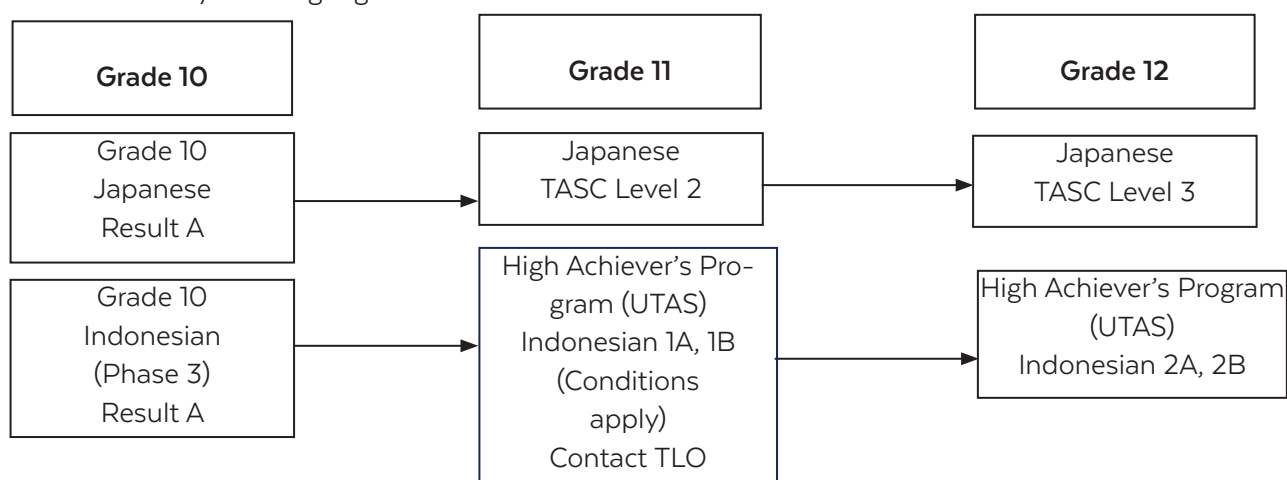 Grade 10
Grade 11
Grade 12
Grade 10
Japanese
Result A
Japanese
TASC Level 2
Japanese
TASC Level 3
Grade 10
Indonesian
(Phase 3)
Result A
High Achiever's Pro-
gram (UTAS)
Indonesian 1A, 1B
(Conditions
apply)
Contact TLO
High Achiever's Program
(UTAS)
Indonesian 2A, 2B